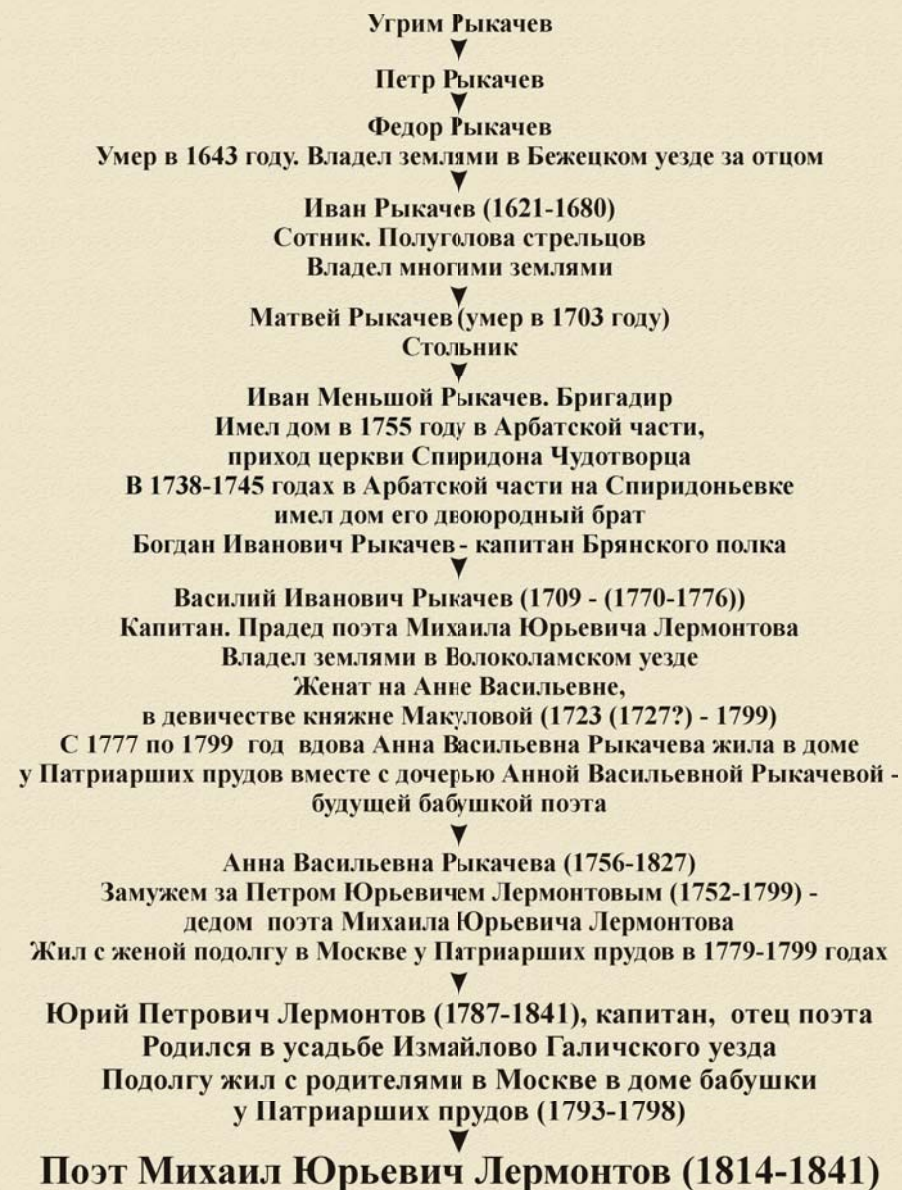 Угрим Рыкачев
Петр Рыкачев
Федор Рыкачев
Умер в 1643 году. Владел землями в Бежецком уезде за отцом
Иван Рыкачев (1621-1680)
Сотник. Полуголова стрельцов
Владел многими землями
Матвей Рыкачев (умер в 1703 году)
Стольник
Иван Меньшой Рыкачев. Бригадир
Имел дом в 1755 году в Арбатской части,
приход церкви Спиридона Чудотворца
В 1738-1745 годах в Арбатской части на Спиридоньевке
имел дом его двоюродный брат
Богдан Иванович Рыкачев - капитан Брянского полка
Василий Иванович Рыкачев (1709 - (1770-1776))
Капитан. Прадед поэта Михаила Юрьевича Лермонтова
Владел землями в Волоколамском уезде
Женат на Анне Васильевне,
в девичестве княжне Макуловой (1723 (1727?) - 1799)
С 1777 по 1799 год вдова Анна Васильевна Рыкачева жила в доме
у Патриарших прудов вместе с дочерью Анной Васильевной Рыкачевой -
будущей бабушкой поэта
Анна Васильевна Рыкачева (1756-1827)
Замужем за Петром Юрьевичем Лермонтовым (1752-1799) -
дедом поэта Михаила Юрьевича Лермонтова
Жил с женой подолгу в Москве у Патриарших прудов в 1779-1799 годах
Юрий Петрович Лермонтов (1787-1841), капитан, отец поэта
Родился в усадьбе Измайлово Галичского уезда
Подолгу жил с родителями в Москве в доме бабушки
у Патриарших прудов (1793-1798)
Поэт Михаил Юрьевич Лермонтов (1814-1841)